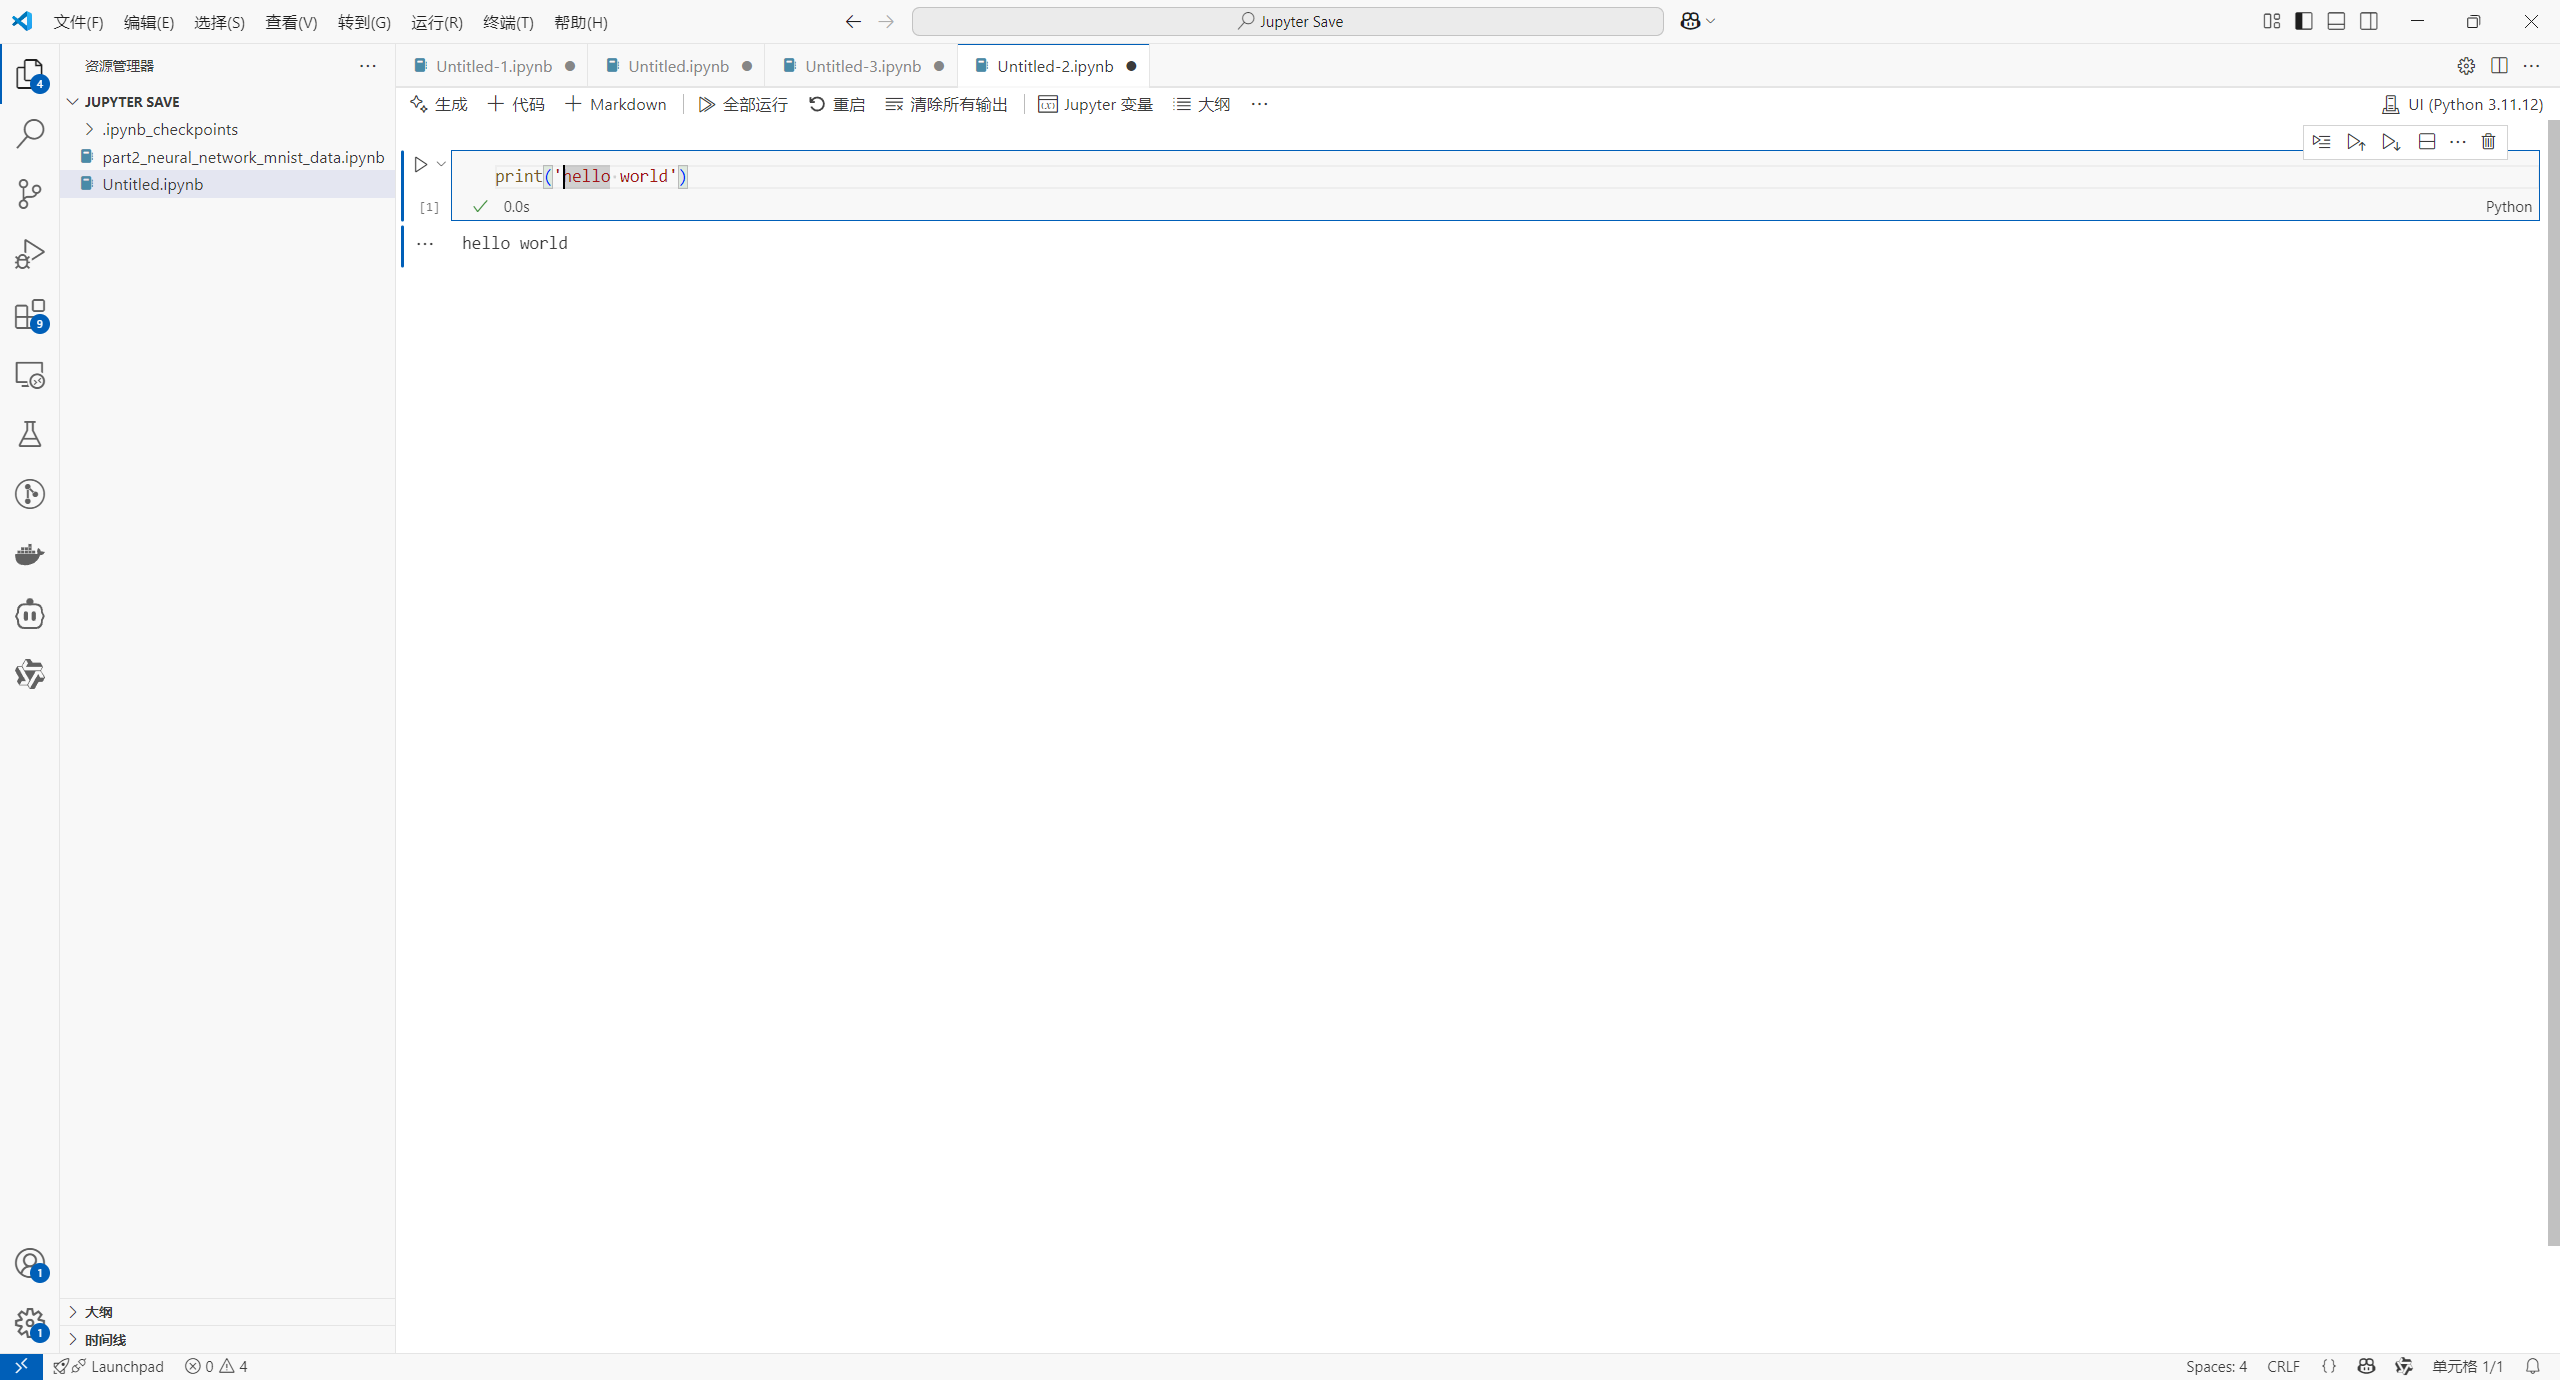 文件(F) 编辑(E) 选择(S) 查看(V) 转到(G) 运行(R) 终端(T) 帮助(H) Jupyter Save
资源管理器
Untitled-1.ipynb Untitled.ipynb Untitled-3.ipynb Untitled-2.ipynb
4
JUPYTER SAVE
生成 代码 Markdown 全部运行 重启 清除所有输出 Jupyter 变量 大纲 UI (Python 3.11.12)
.ipynb_checkpoints
part2_neural_network_mnist_data.ipynb
Untitled.ipynb
print('hello world')
[1] 0.0s Python
hello world
9
1
1
大纲
时间线
Launchpad 0 4 Spaces: 4 CRLF {} 单元格 1/1